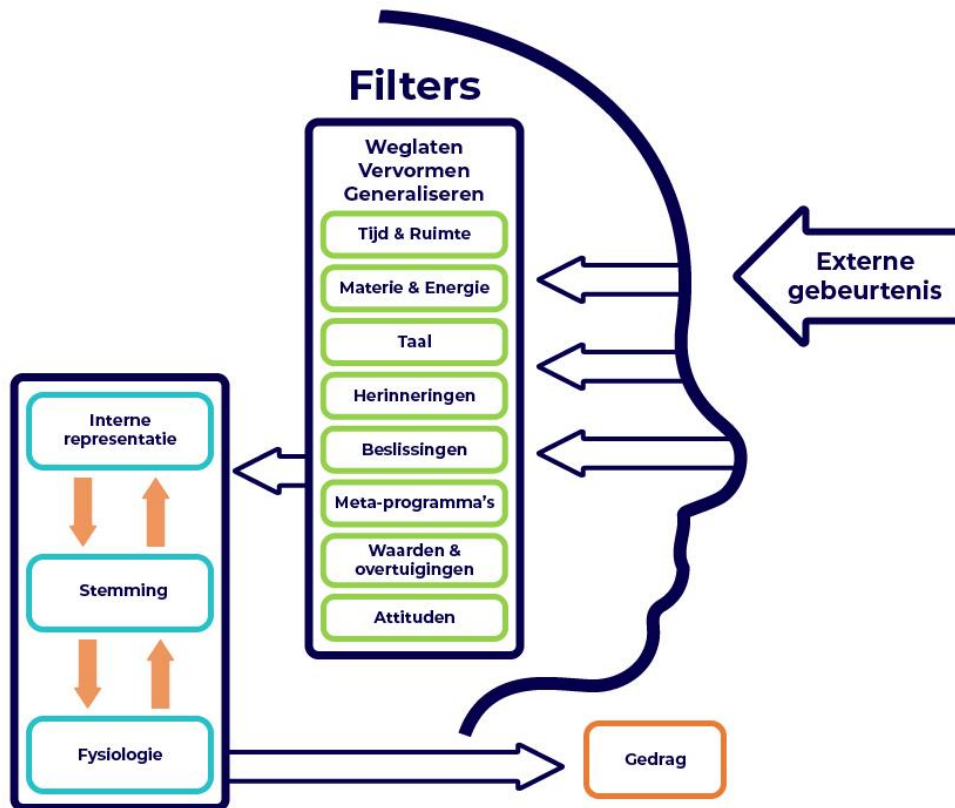 Filters
Weglaten
Vervormen
Generaliseren
Tijd & Ruimte
Materie & Energie
Taal
Herinneringen
Beslissingen
Meta-programma's
Waarden &
overtuigingen
Attituden
Externe
gebeurtenis
Interne
representatie
Stemming
Fysiologie
Gedrag